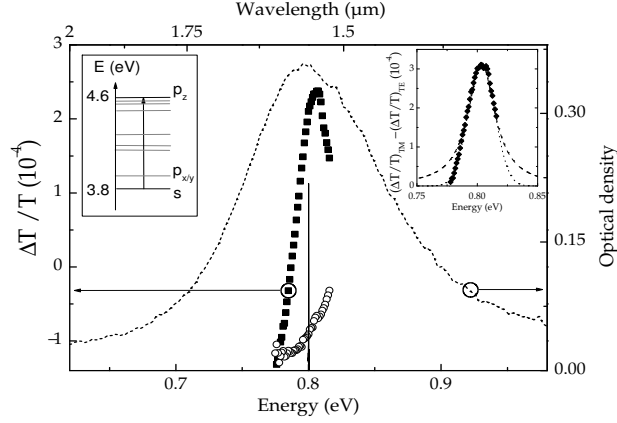 Wavelength (µm)
2 1.75 1.5
3
2
1
0
−1
ΔT / T (10⁻⁴)
E (eV)
4.6
3.8
p_z
p_x/y
s
(ΔT/T)_TM − (ΔT/T)_TE (10⁻⁴)
3
2
1
0
0.75 0.80 0.85
Energy (eV)
0.30
0.15
0.00
Optical density
0.7 0.8 0.9
Energy (eV)